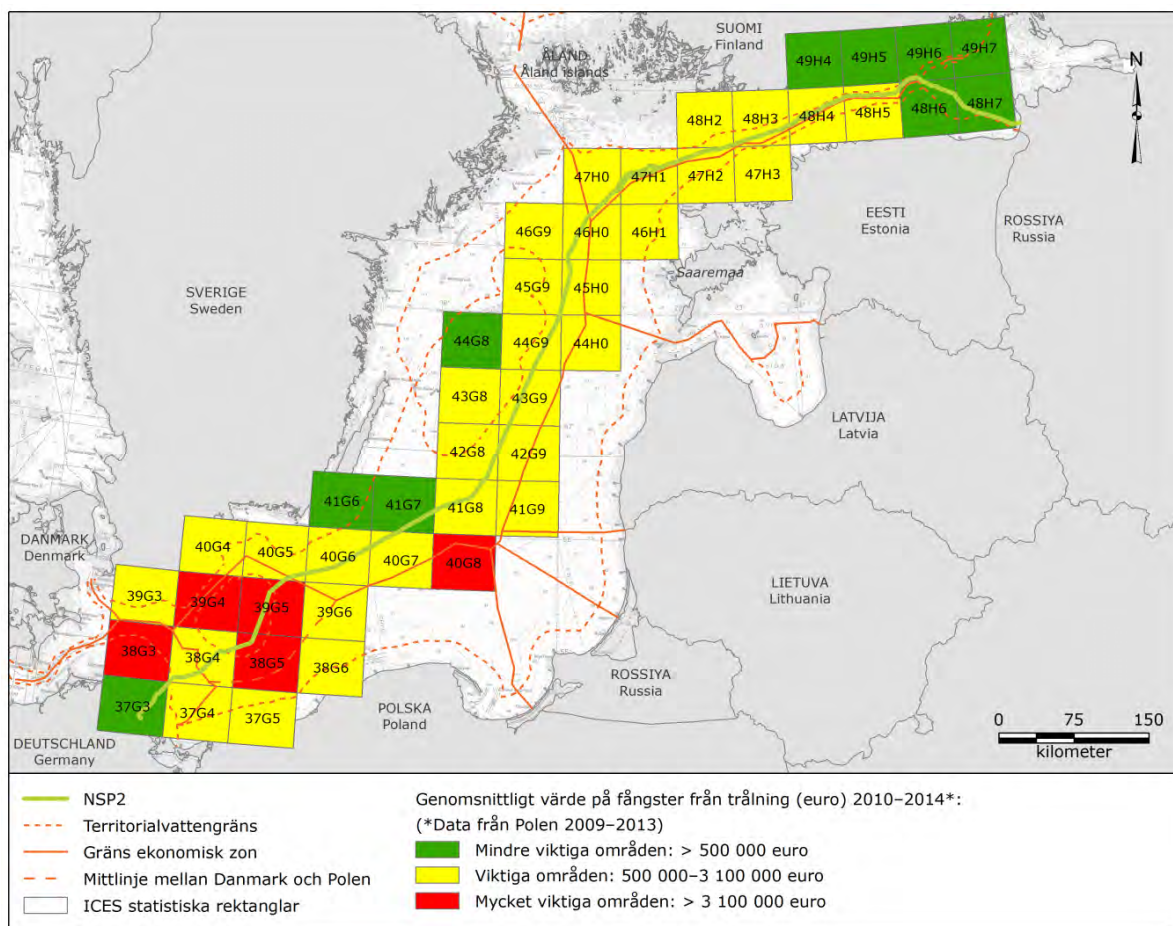 SUOMI
Finland
ÅLAND
Åland islands
N
49H4 49H5 49H6 49H7
48H2 48H3 48H4 48H5 48H6 48H7
47H0 47H1 47H2 47H3
46G9 46H0 46H1
EESTI
Estonia
ROSSIYA
Russia
Saaremaa
SVERIGE
Sweden
45G9 45H0
44G8 44G9 44H0
43G8 43G9
LATVIJA
Latvia
42G8 42G9
41G6 41G7 41G8 41G9
DANMARK
Denmark
40G4 40G5 40G6 40G7 40G8
LIETUVA
Lithuania
39G3 39G4 39G5 39G6
38G3 38G4 38G5 38G6
ROSSIYA
Russia
37G3 37G4 37G5
POLSKA
Poland
DEUTSCHLAND
Germany
0 75 150
kilometer
NSP2
Territorialvattengräns
Gräns ekonomisk zon
Mittlinje mellan Danmark och Polen
ICES statistiska rektanglar
Genomsnittligt värde på fångster från trålning (euro) 2010–2014*:
(*Data från Polen 2009–2013)
Mindre viktiga områden: > 500 000 euro
Viktiga områden: 500 000–3 100 000 euro
Mycket viktiga områden: > 3 100 000 euro